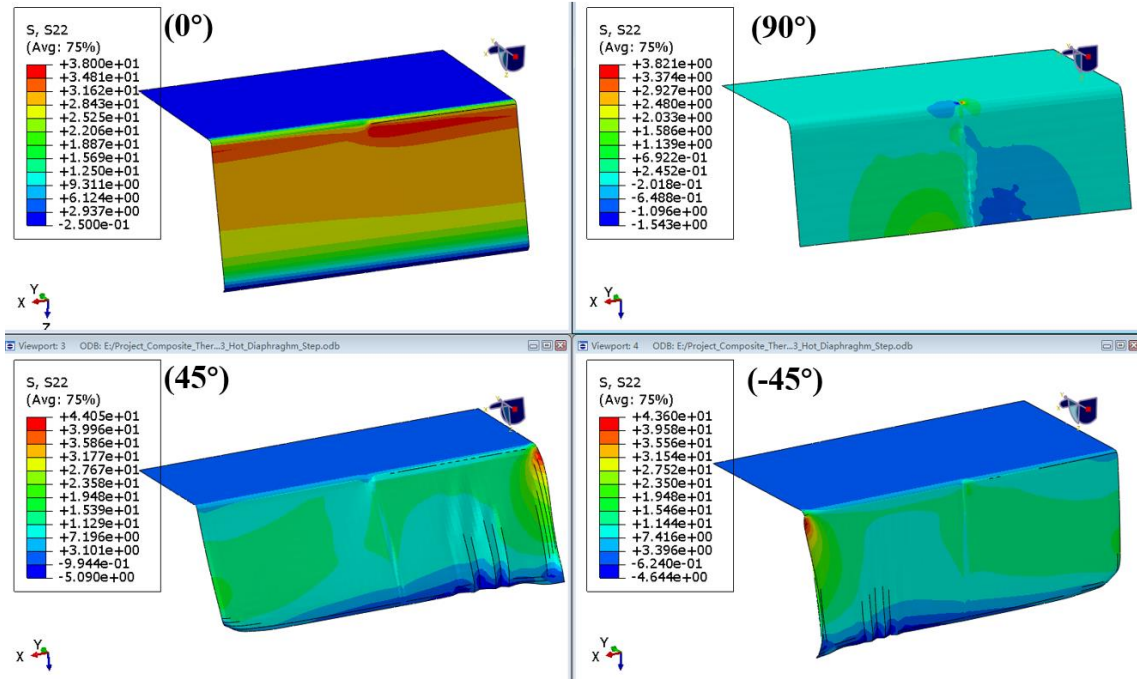 (0°)
S, S22
(Avg: 75%)
+3.800e+01
+3.481e+01
+3.162e+01
+2.843e+01
+2.525e+01
+2.206e+01
+1.887e+01
+1.569e+01
+1.250e+01
+9.311e+00
+6.124e+00
+2.937e+00
-2.500e-01
Y
X
Z
(90°)
S, S22
(Avg: 75%)
+3.821e+00
+3.374e+00
+2.927e+00
+2.480e+00
+2.033e+00
+1.586e+00
+1.139e+00
+6.922e-01
+2.452e-01
-2.018e-01
-6.488e-01
-1.096e+00
-1.543e+00
Y
X
Viewport: 3 ODB: E:/Project_Composite_Ther...3_Hot_Diaphraghm_Step.odb
(45°)
S, S22
(Avg: 75%)
+4.405e+01
+3.996e+01
+3.586e+01
+3.177e+01
+2.767e+01
+2.358e+01
+1.948e+01
+1.539e+01
+1.129e+01
+7.196e+00
+3.101e+00
-9.944e-01
-5.090e+00
Y
X
Viewport: 4 ODB: E:/Project_Composite_Ther...3_Hot_Diaphraghm_Step.odb
(-45°)
S, S22
(Avg: 75%)
+4.360e+01
+3.958e+01
+3.556e+01
+3.154e+01
+2.752e+01
+2.350e+01
+1.948e+01
+1.546e+01
+1.144e+01
+7.416e+00
+3.396e+00
-6.240e-01
-4.644e+00
Y
X